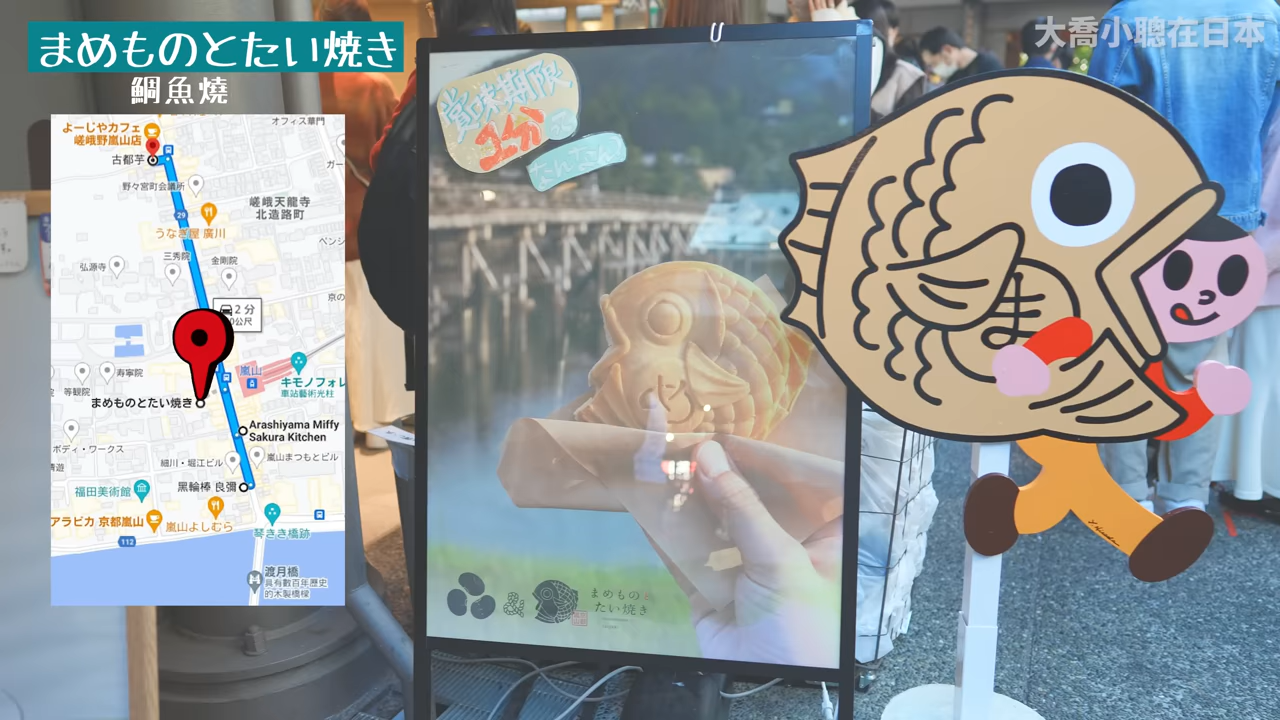 まめものとたい焼き
鯛魚燒
大喬小聰在日本
よーじやカフェ
嵯峨野嵐山店
古都芋
オフィス華門
野々宮町会議所
29
嵯峨天龍寺
北造路町
うなぎ屋 廣川
三秀院
金剛院
弘源寺
2 分
嵐山
キモノフォレ
車站藝術光柱
寿寧院
等観院
まめものとたい焼き
Arashiyama Miffy
Sakura Kitchen
ボディ・ワークス
細川・堀江ビル
嵐山まつもとビル
福田美術館
黒輪棒 良彌
アラビカ 京都嵐山
嵐山よしむら
琴きき橋跡
112
渡月橋
具有數百年歷史
的木製橋樑
賞味期限
1分
&
まめものと
たい焼き